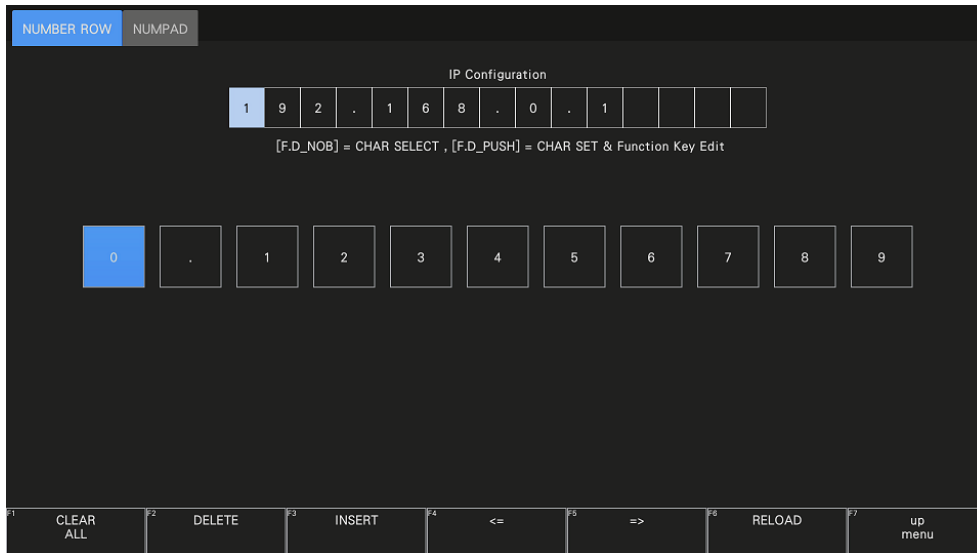 NUMBER ROW NUMPAD
IP Configuration
1 9 2 . 1 6 8 . 0 . 1
[F.D_NOB] = CHAR SELECT , [F.D_PUSH] = CHAR SET & Function Key Edit
0 . 1 2 3 4 5 6 7 8 9
F1 CLEAR ALL
F2 DELETE
F3 INSERT
F4 <=
F5 =>
F6 RELOAD
F7 up menu